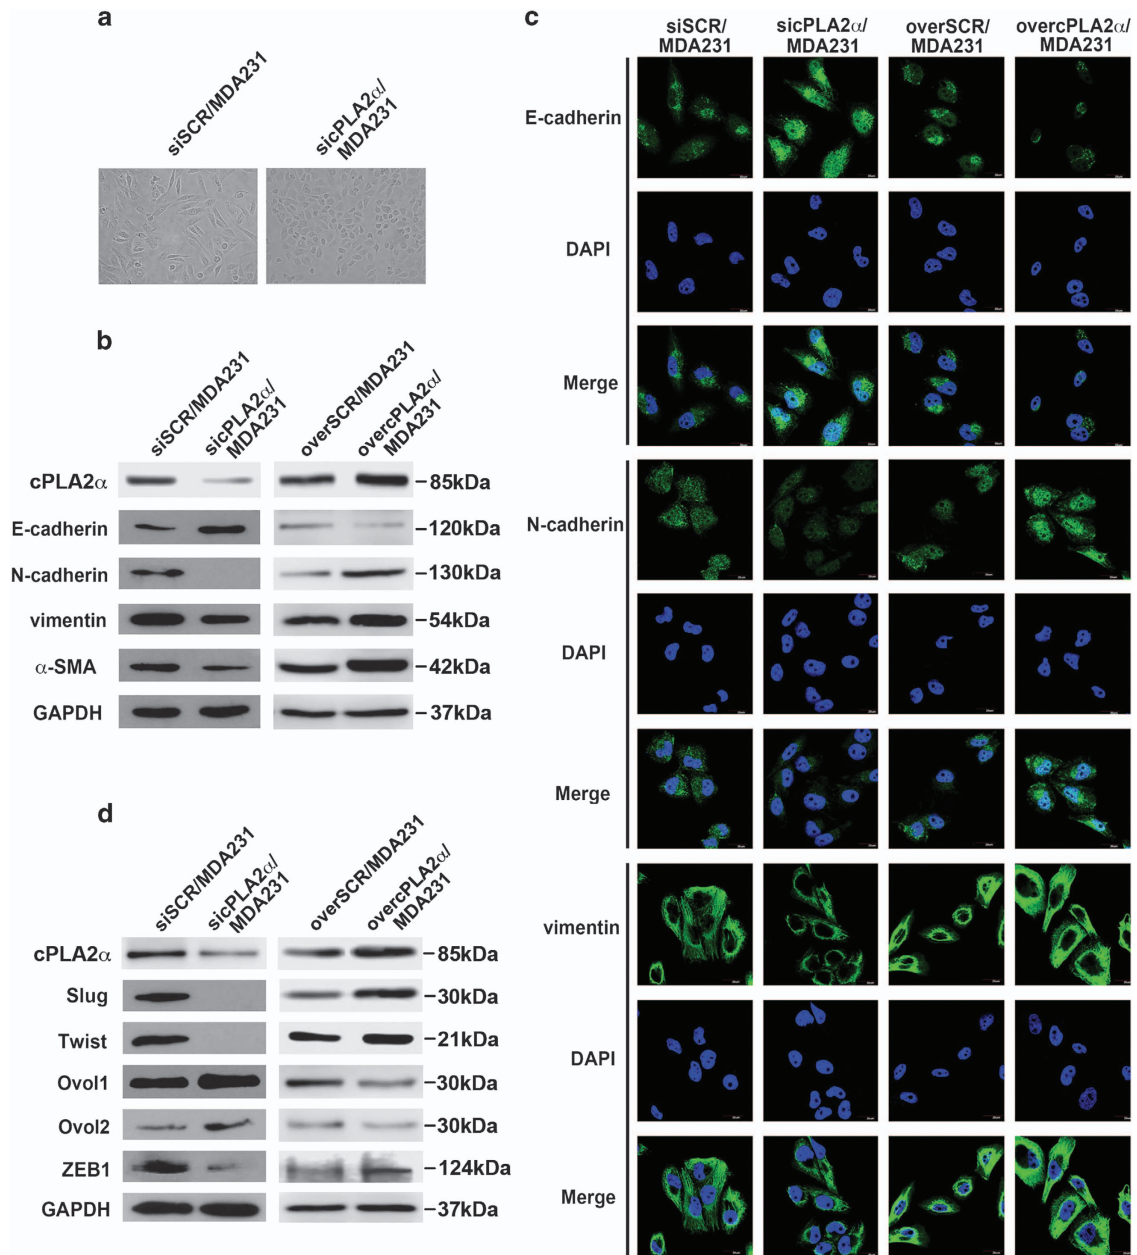 a
siSCR/MDA231
sicPLA2α/
MDA231
b
siSCR/MDA231
sicPLA2α/
MDA231
overSCR/MDA231
overcPLA2α/
MDA231
cPLA2α
–85kDa
E-cadherin
–120kDa
N-cadherin
–130kDa
vimentin
–54kDa
α-SMA
–42kDa
GAPDH
–37kDa
d
siSCR/MDA231
sicPLA2α/
MDA231
overSCR/MDA231
overcPLA2α/
MDA231
cPLA2α
–85kDa
Slug
–30kDa
Twist
–21kDa
Ovol1
–30kDa
Ovol2
–30kDa
ZEB1
–124kDa
GAPDH
–37kDa
c
siSCR/
MDA231
sicPLA2α/
MDA231
overSCR/
MDA231
overcPLA2α/
MDA231
E-cadherin
DAPI
Merge
N-cadherin
DAPI
Merge
vimentin
DAPI
Merge